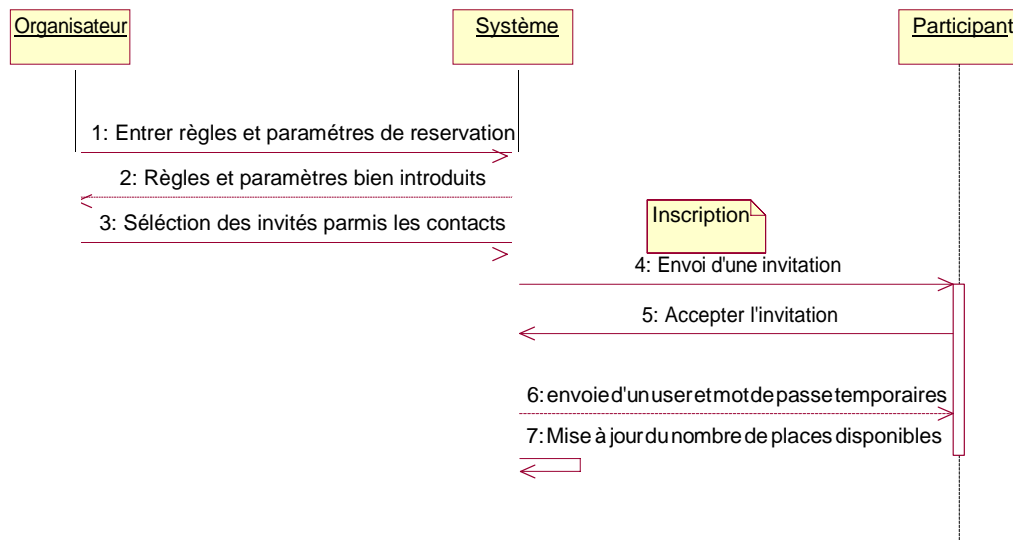 Organisateur
Système
Participant
1: Entrer règles et paramétres de reservation
2: Règles et paramètres bien introduits
3: Séléction des invités parmis les contacts
Inscription
4: Envoi d'une invitation
5: Accepter l'invitation
6: envoie d'un user et mot de passe temporaires
7: Mise à jour du nombre de places disponibles